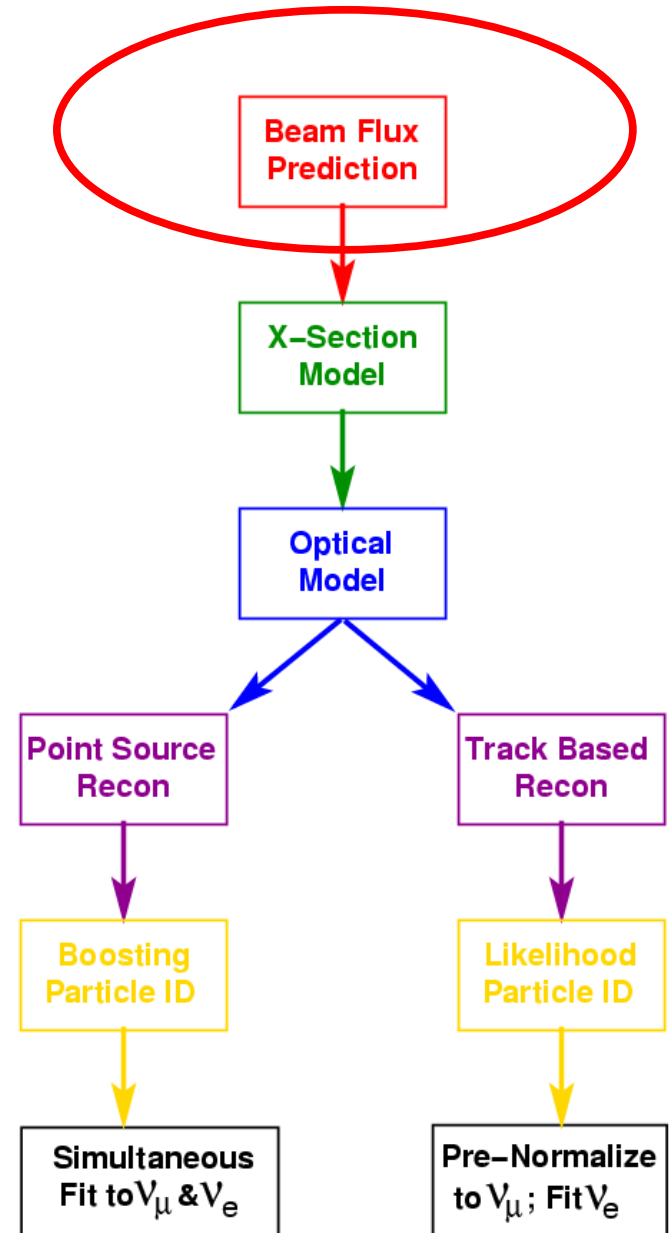 Beam Flux
Prediction
X−Section
Model
Optical
Model
Point Source
Recon
Track Based
Recon
Boosting
Particle ID
Likelihood
Particle ID
Simultaneous
Fit to νμ & νe
Pre−Normalize
to νμ ; Fit νe